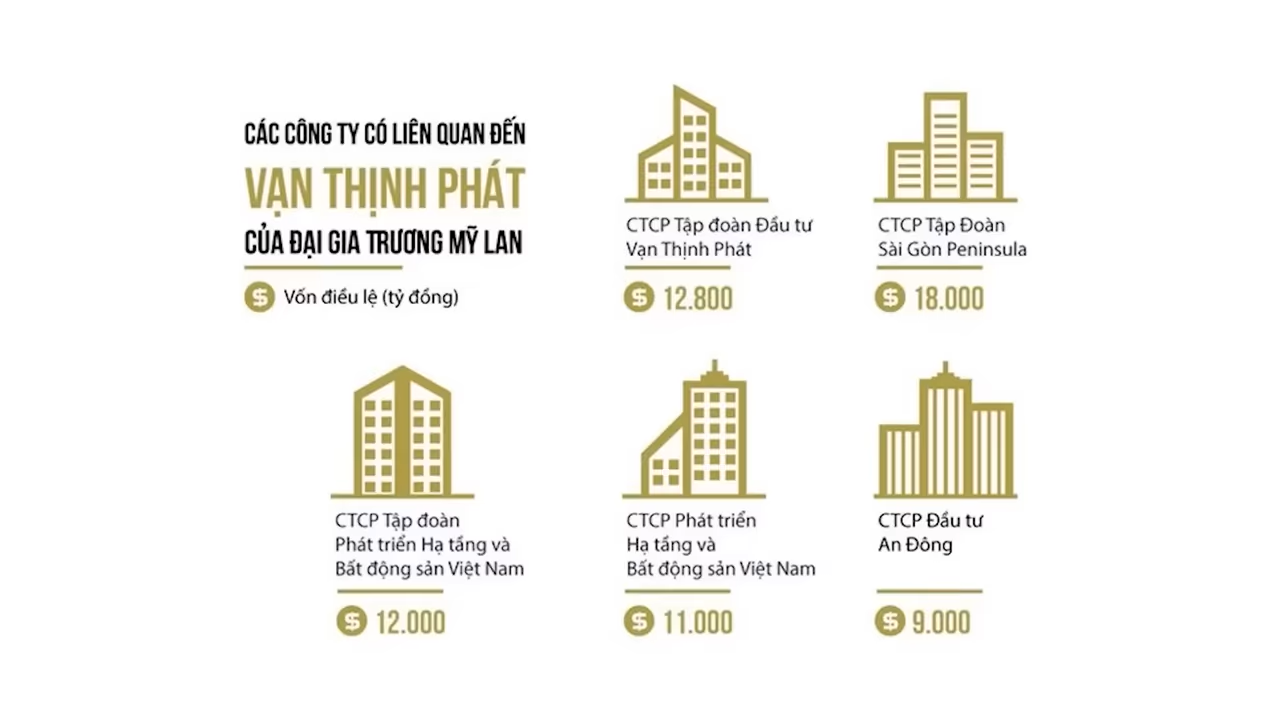 CÁC CÔNG TY CÓ LIÊN QUAN ĐẾN
VẠN THỊNH PHÁT
CỦA ĐẠI GIA TRƯƠNG MỸ LAN
$ Vốn điều lệ (tỷ đồng)
CTCP Tập đoàn Đầu tư
Vạn Thịnh Phát
$ 12.800
CTCP Tập Đoàn
Sài Gòn Peninsula
$ 18.000
CTCP Tập đoàn
Phát triển Hạ tầng và
Bất động sản Việt Nam
$ 12.000
CTCP Phát triển
Hạ tầng và
Bất động sản Việt Nam
$ 11.000
CTCP Đầu tư
An Đông
$ 9.000